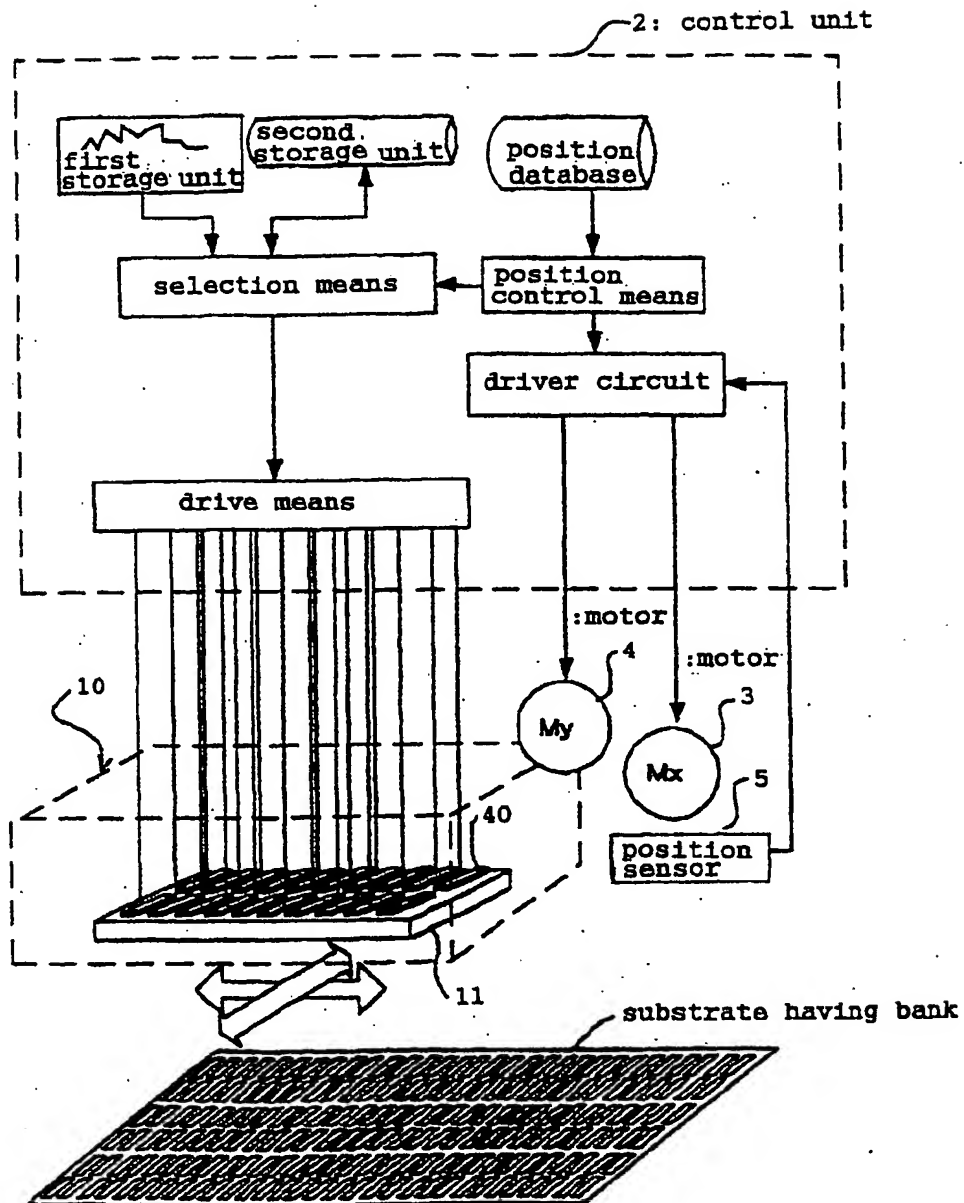 2: control unit
first
storage unit
second.
storage unit
position
database
selection means
position
control means
driver circuit
drive means
:motor
4
:motor
10
3
My
Mx
5
40
position
sensor
11
substrate having bank